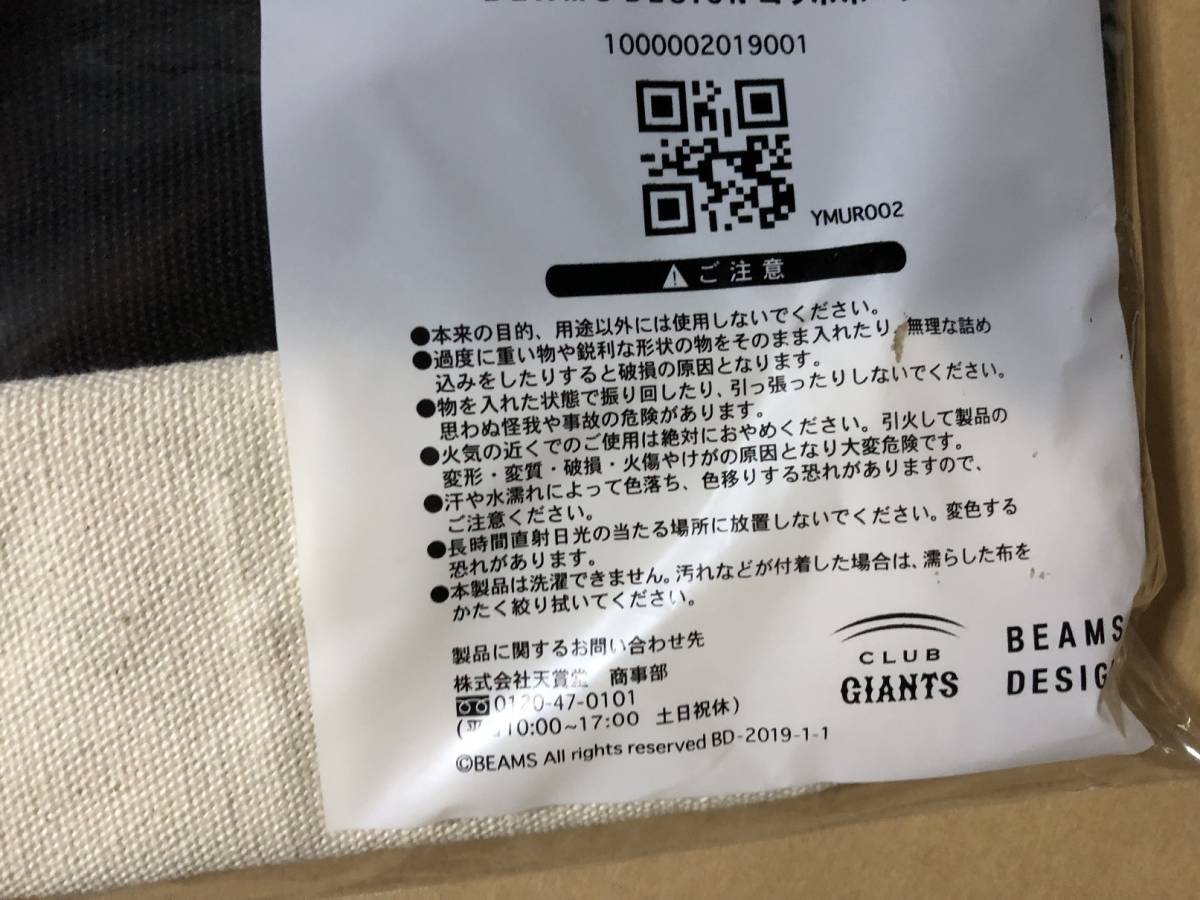 BEAMS DESIGN
1000002019001
YMUR002
ご注意
●本来の目的、用途以外には使用しないでください。
●過度に重い物や鋭利な形状の物をそのまま入れたり、無理な詰め
込みをしたりすると破損の原因となります。
●物を入れた状態で振り回したり、引っ張ったりしないでください。
思わぬ怪我や事故の危険があります。
●火気の近くでのご使用は絶対におやめください。引火して製品の
変形・変質・破損・火傷やけがの原因となり大変危険です。
●汗や水濡れによって色落ち、色移りする恐れがありますので、
ご注意ください。
●長時間直射日光の当たる場所に放置しないでください。変色する
恐れがあります。
●本製品は洗濯できません。汚れなどが付着した場合は、濡らした布を
かたく絞り拭いてください。
製品に関するお問い合わせ先
株式会社天賞堂 商事部
0120-47-0101
(平 10:00~17:00 土日祝休)
©BEAMS All rights reserved BD-2019-1-1
CLUB
GIANTS
BEAMS
DESIG